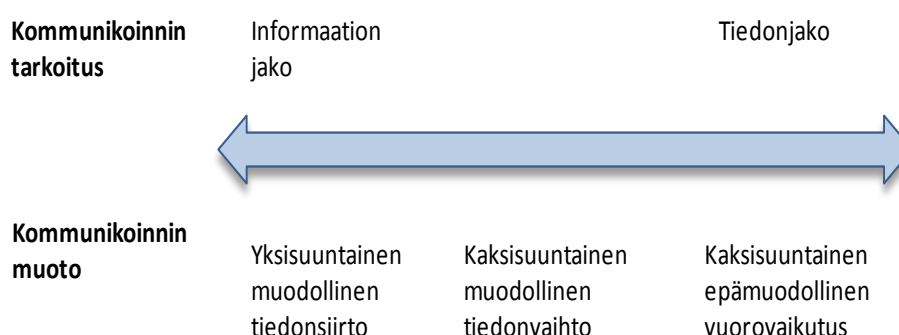 Kommunikoinnin
tarkoitus
Informaation
jako
Tiedonjako
Kommunikoinnin
muoto
Yksisuuntainen
muodollinen
tiedonsiirto
Kaksisuuntainen
muodollinen
tiedonvaihto
Kaksisuuntainen
epämuodollinen
vuorovaikutus